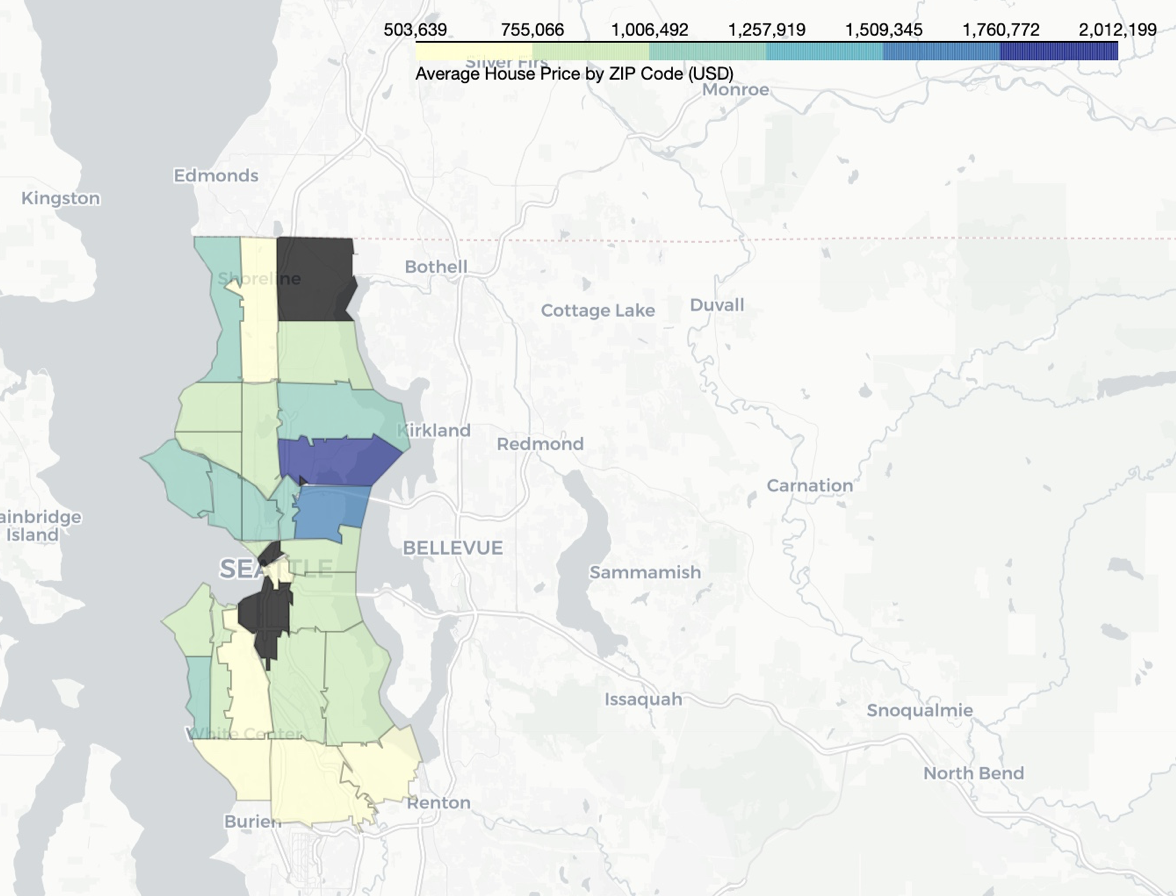 503,639 755,066 1,006,492 1,257,919 1,509,345 1,760,772 2,012,199
Silver Firs
Average House Price by ZIP Code (USD)
Monroe
Edmonds
Kingston
Bothell
Shoreline
Cottage Lake
Duvall
Kirkland
Redmond
Carnation
ainbridge
Island
BELLEVUE
SEATTLE
Sammamish
Issaquah
Snoqualmie
White Center
North Bend
Renton
Burien